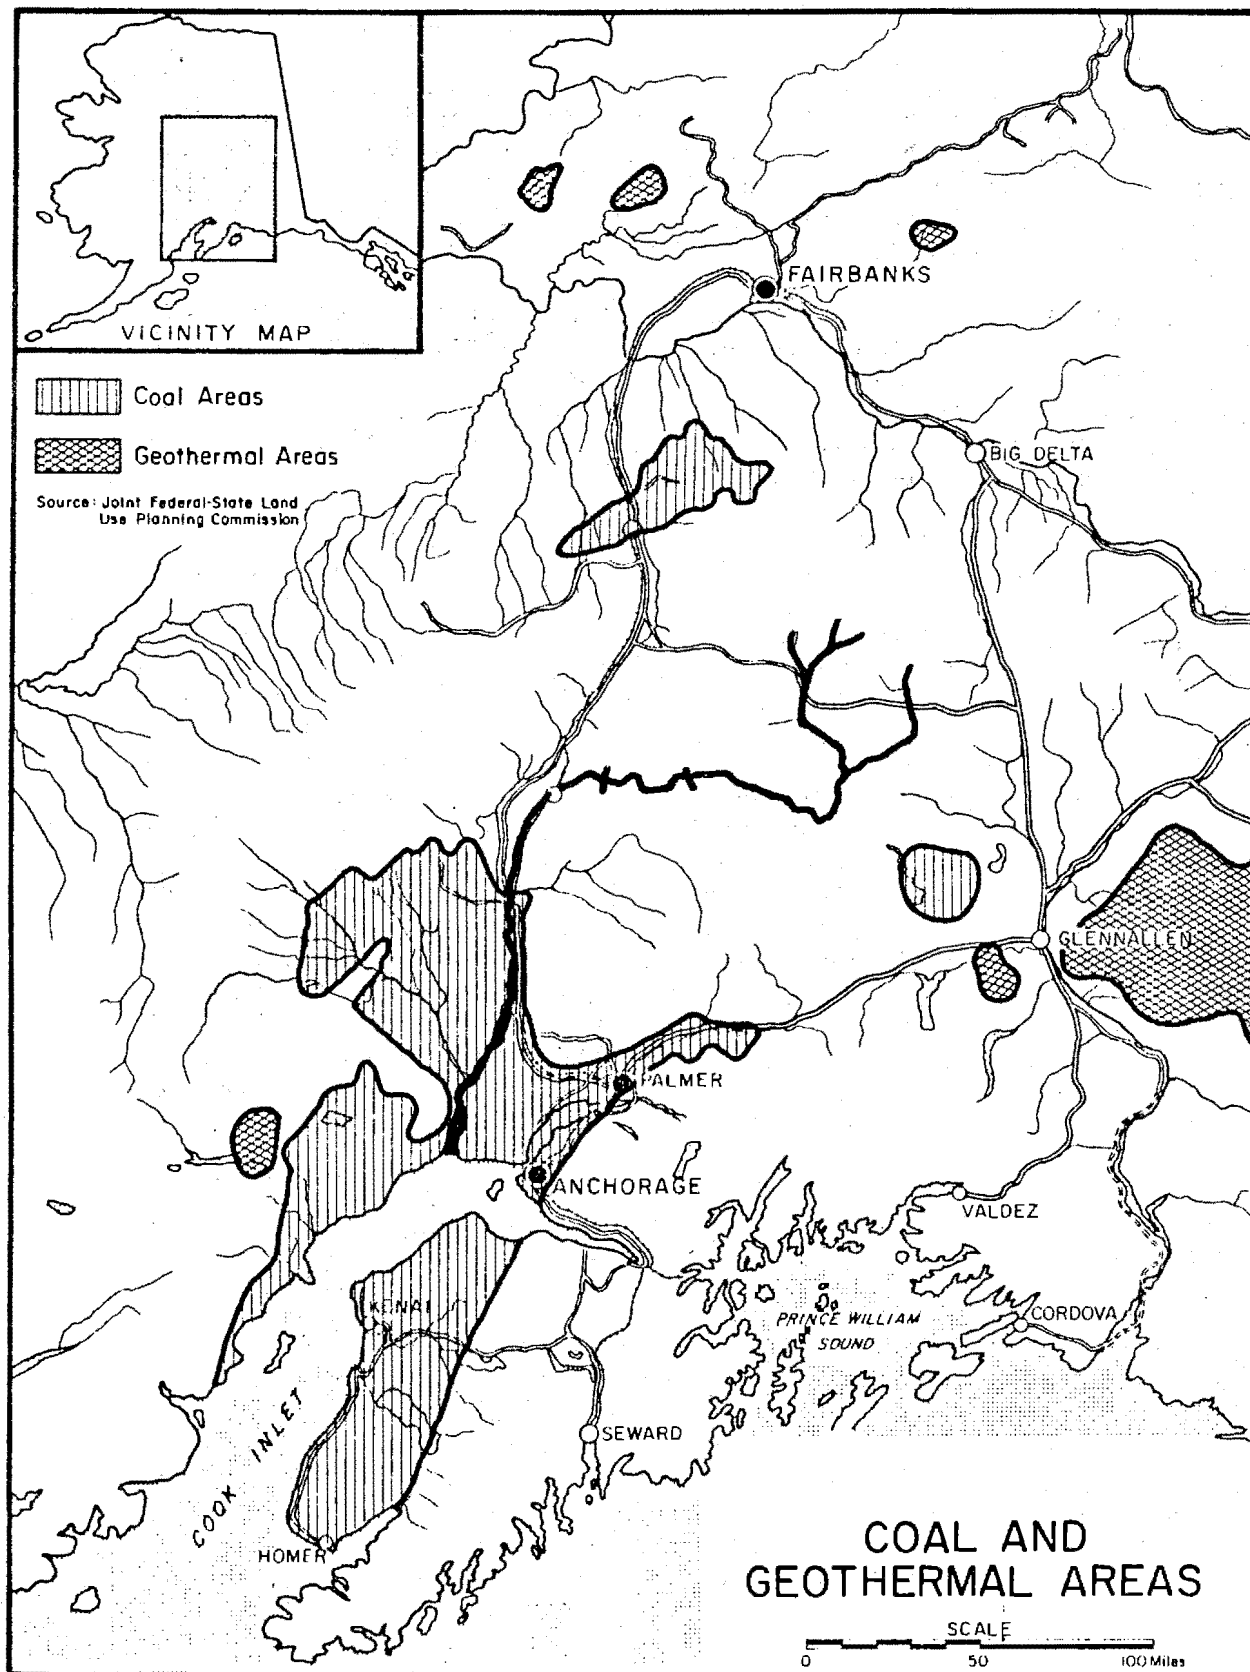 VICINITY MAP
Coal Areas
Geothermal Areas
Source: Joint Federal-State Land
Use Planning Commission
FAIRBANKS
BIG DELTA
GLENNALLEN
PALMER
ANCHORAGE
VALDEZ
KENAI
PRINCE WILLIAM
SOUND
CORDOVA
COOK INLET
SEWARD
HOMER
COAL AND
GEOTHERMAL AREAS
SCALE
0 50 100 Miles